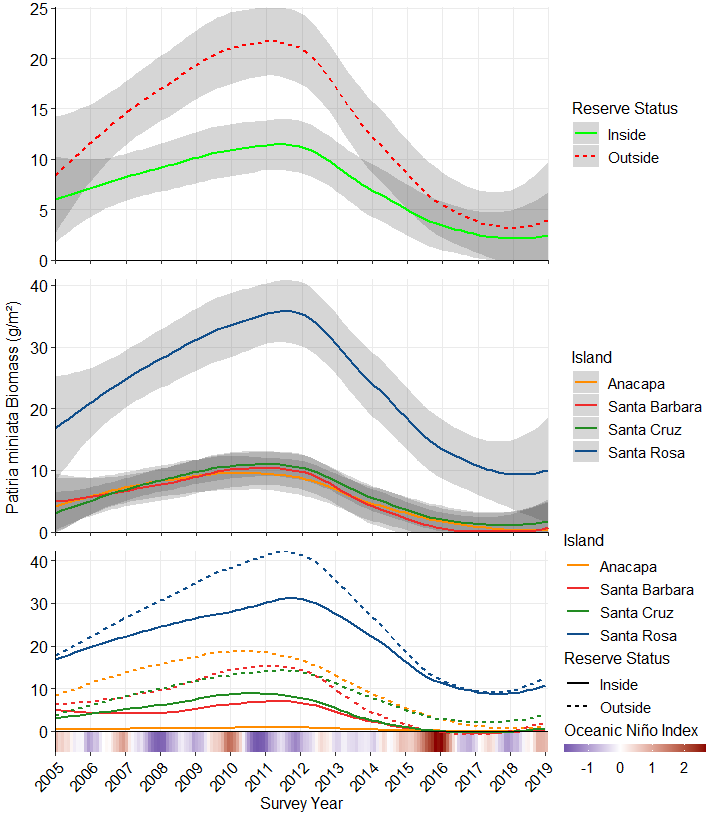 25
20
15
10
5
0
Reserve Status
Inside
Outside
40
30
20
10
0
Island
Anacapa
Santa Barbara
Santa Cruz
Santa Rosa
Patiria miniata Biomass (g/m²)
40
30
20
10
0
Island
Anacapa
Santa Barbara
Santa Cruz
Santa Rosa
Reserve Status
Inside
Outside
Oceanic Niño Index
-1 0 1 2
2005 2006 2007 2008 2009 2010 2011 2012 2013 2014 2015 2016 2017 2018 2019
Survey Year